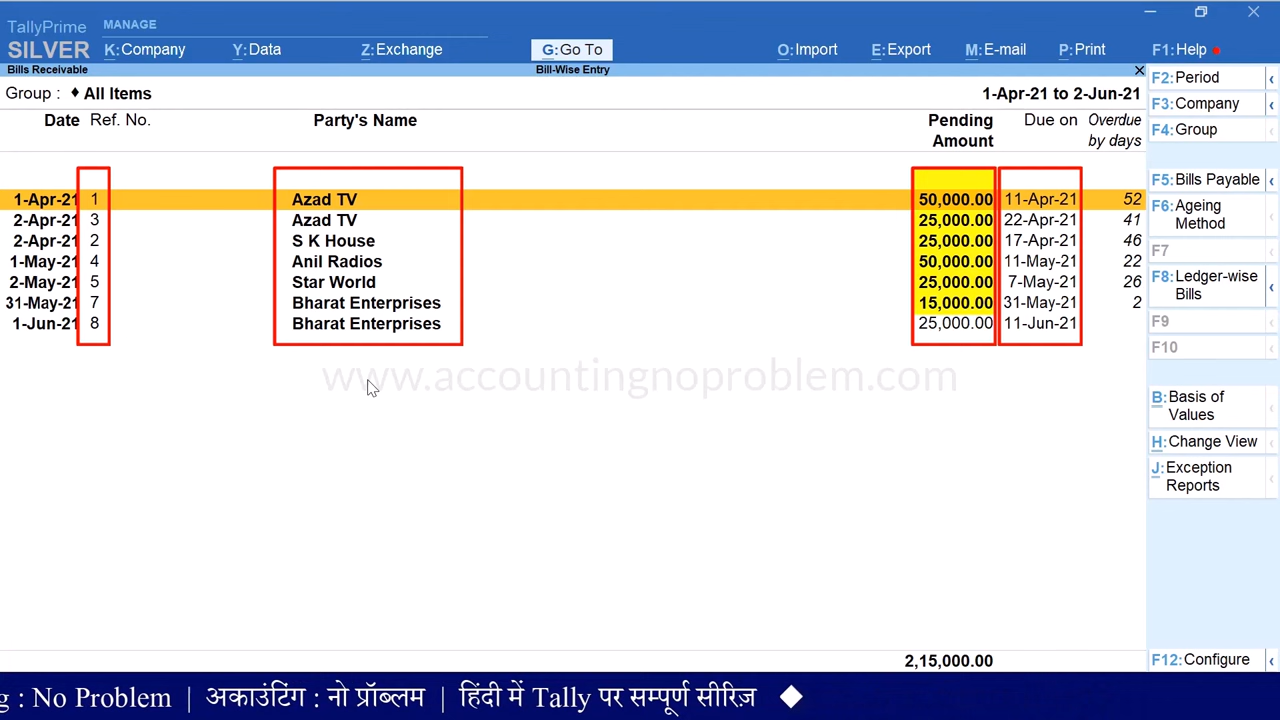 TallyPrime MANAGE
SILVER K:Company Y:Data Z:Exchange G:Go To O:Import E:Export M:E-mail P:Print F1:Help
Bills Receivable Bill-Wise Entry
Group : ♦ All Items 1-Apr-21 to 2-Jun-21
Date Ref. No. Party's Name Pending Amount Due on Overdue by days
1-Apr-21 1 Azad TV 50,000.00 11-Apr-21 52
2-Apr-21 3 Azad TV 25,000.00 22-Apr-21 41
2-Apr-21 2 S K House 25,000.00 17-Apr-21 46
1-May-21 4 Anil Radios 50,000.00 11-May-21 22
2-May-21 5 Star World 25,000.00 7-May-21 26
31-May-21 7 Bharat Enterprises 15,000.00 31-May-21 2
1-Jun-21 8 Bharat Enterprises 25,000.00 11-Jun-21
www.accountingnoproblem.com
2,15,000.00
F2:Period
F3:Company
F4:Group
F5:Bills Payable
F6:Ageing
Method
F7
F8:Ledger-wise
Bills
F9
F10
B:Basis of
Values
H:Change View
J:Exception
Reports
F12:Configure
g : No Problem | अकाउंटिंग : नो प्रॉब्लम | हिंदी में Tally पर सम्पूर्ण सीरिज़ ◆